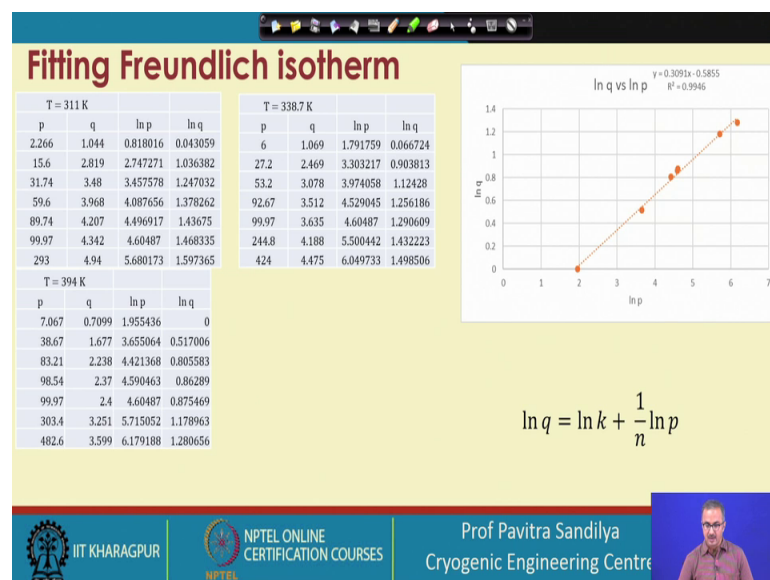 Fitting Freundlich isotherm
T = 311 K
p q ln p ln q
2.266 1.044 0.818016 0.043059
15.6 2.819 2.747271 1.036382
31.74 3.48 3.457578 1.247032
59.6 3.968 4.087656 1.378262
89.74 4.207 4.496917 1.43675
99.97 4.342 4.60487 1.468335
293 4.94 5.680173 1.597365
T = 338.7 K
p q ln p ln q
6 1.069 1.791759 0.066724
27.2 2.469 3.303217 0.903813
53.2 3.078 3.974058 1.12428
92.67 3.512 4.529045 1.256186
99.97 3.635 4.60487 1.290609
244.8 4.188 5.500442 1.432223
424 4.475 6.049733 1.498506
T = 394 K
p q ln p ln q
7.067 0.7099 1.955436 0
38.67 1.677 3.655064 0.517006
83.21 2.238 4.421368 0.805583
98.54 2.37 4.590463 0.86289
99.97 2.4 4.60487 0.875469
303.4 3.251 5.715052 1.178963
482.6 3.599 6.179188 1.280656
ln q vs ln p
y = 0.3091x - 0.5855
R² = 0.9946
1.4
1.2
1
0.8
0.6
0.4
0.2
0
ln q
0 1 2 3 4 5 6 7
ln p
ln q = ln k + 1/n ln p
IIT KHARAGPUR
NPTEL
NPTEL ONLINE
CERTIFICATION COURSES
Prof Pavitra Sandilya
Cryogenic Engineering Centre